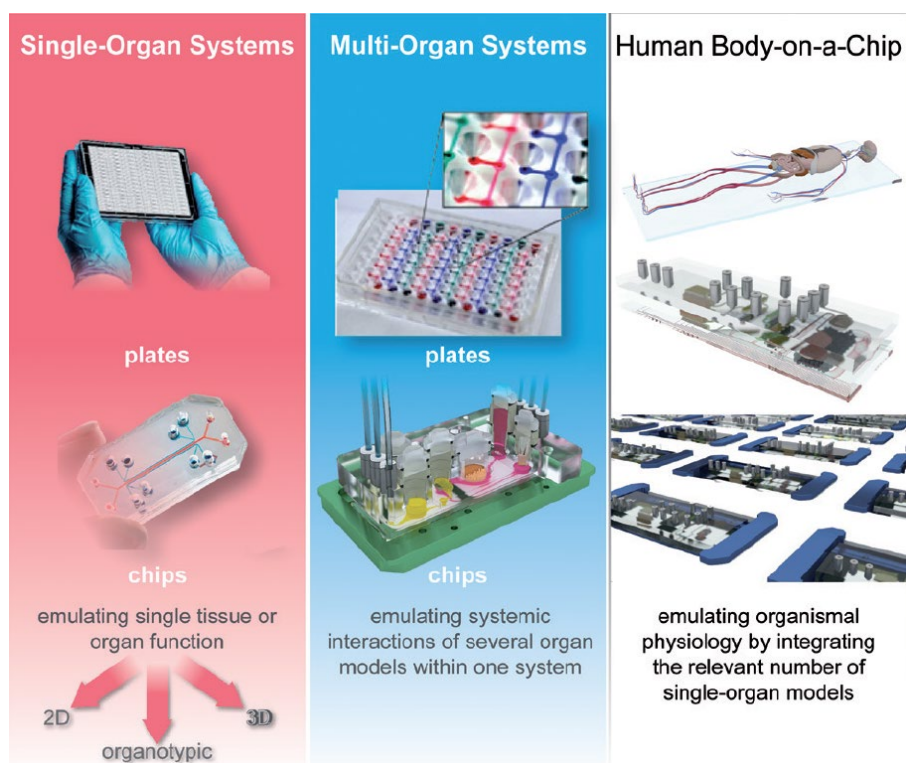 Single-Organ Systems
plates
chips
emulating single tissue or
organ function
2D
organotypic
3D
Multi-Organ Systems
plates
chips
emulating systemic
interactions of several organ
models within one system
Human Body-on-a-Chip
emulating organismal
physiology by integrating
the relevant number of
single-organ models